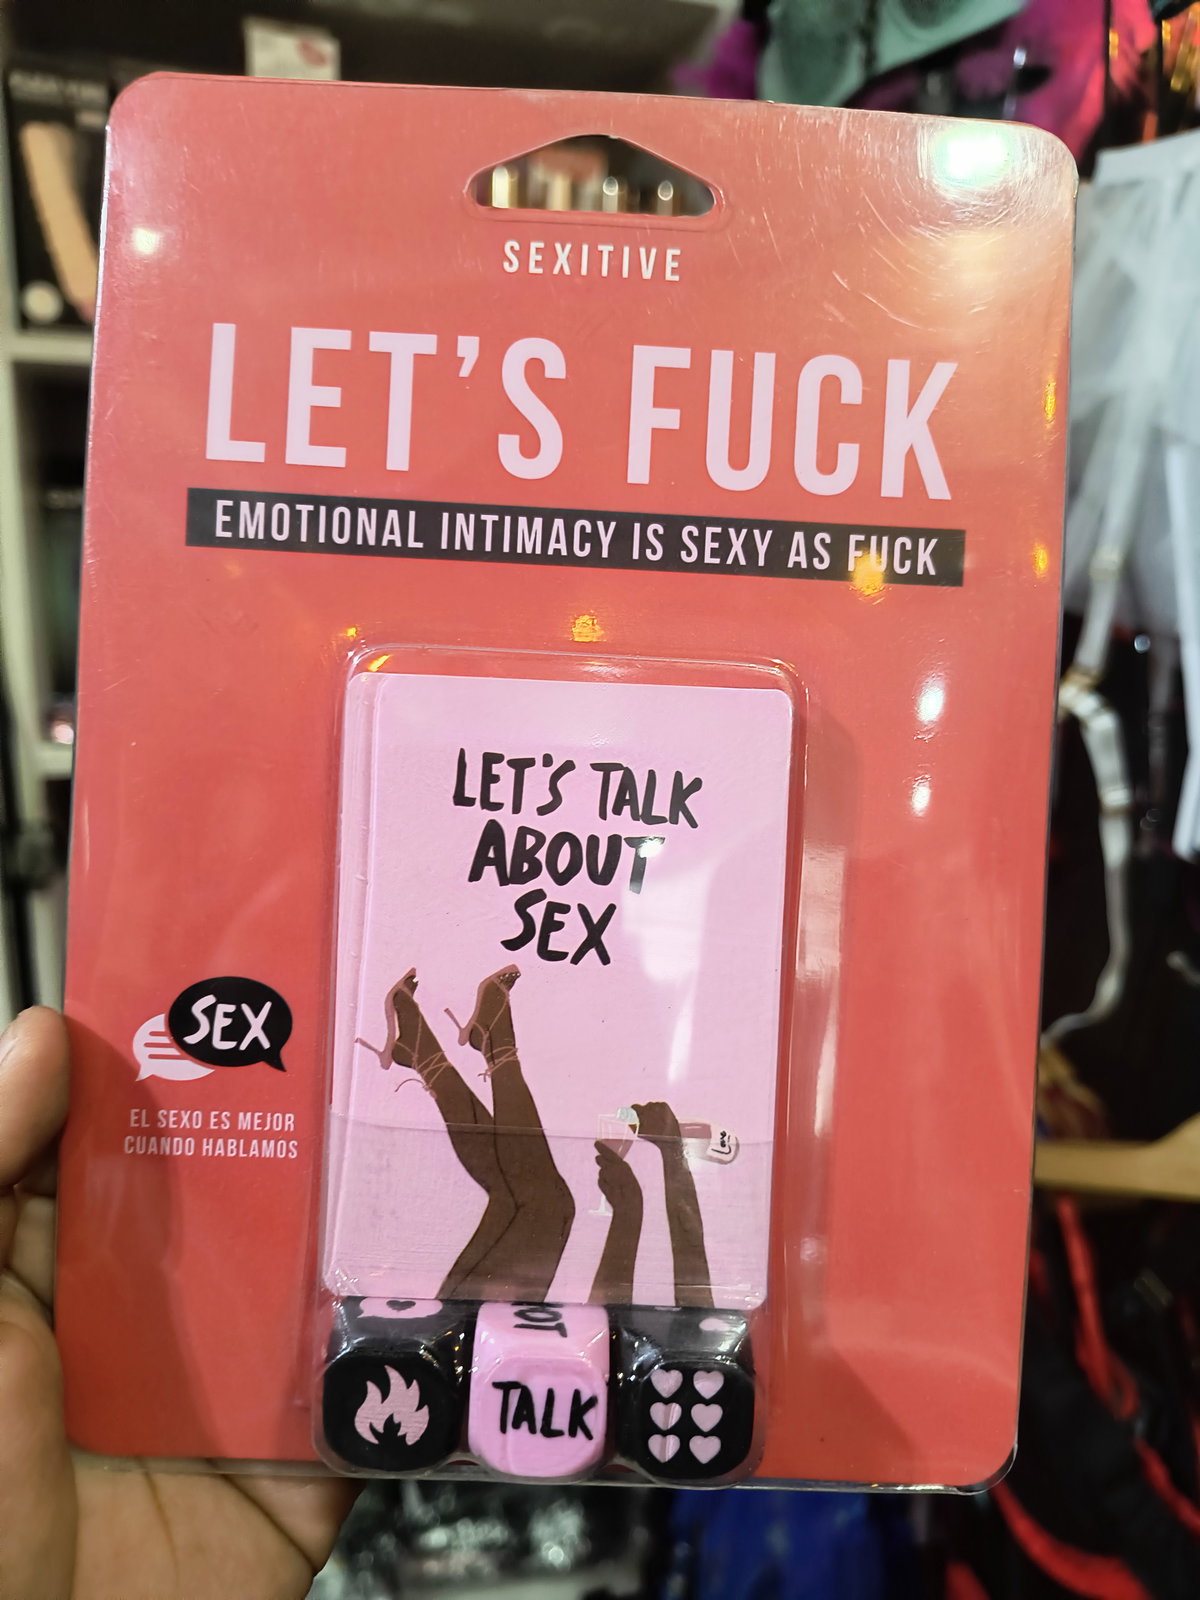 SEXITIVE
LET'S FUCK
EMOTIONAL INTIMACY IS SEXY AS FUCK
LET'S TALK
ABOUT
SEX
SEX
EL SEXO ES MEJOR
CUANDO HABLAMOS
Love
TALK